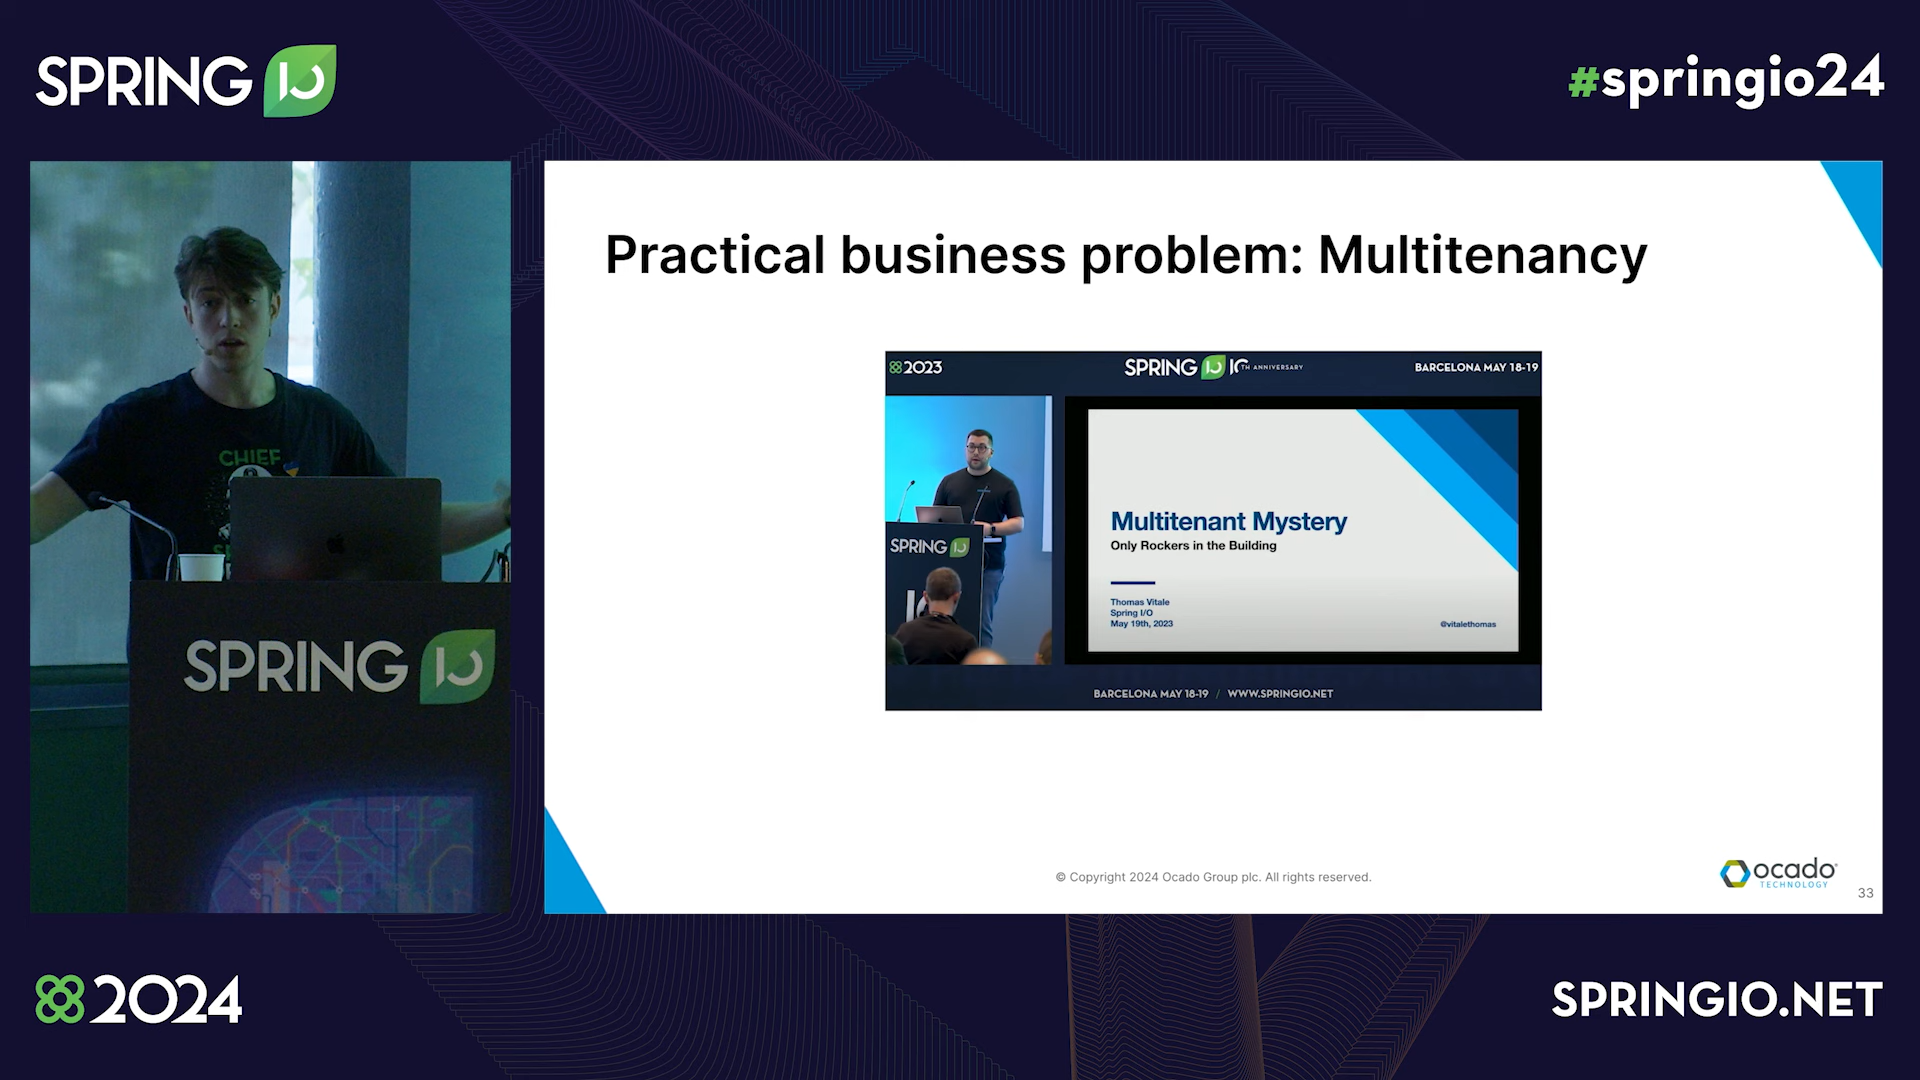 SPRING IO
#springio24
CHIEF
SPRING IO
Practical business problem: Multitenancy
2023
SPRING IO 10TH ANNIVERSARY
BARCELONA MAY 18-19
SPRING IO
Multitenant Mystery
Only Rockers in the Building
Thomas Vitale
Spring I/O
May 19th, 2023
@vitalethomas
BARCELONA MAY 18-19 / WWW.SPRINGIO.NET
© Copyright 2024 Ocado Group plc. All rights reserved.
ocado
TECHNOLOGY
33
2024
SPRINGIO.NET